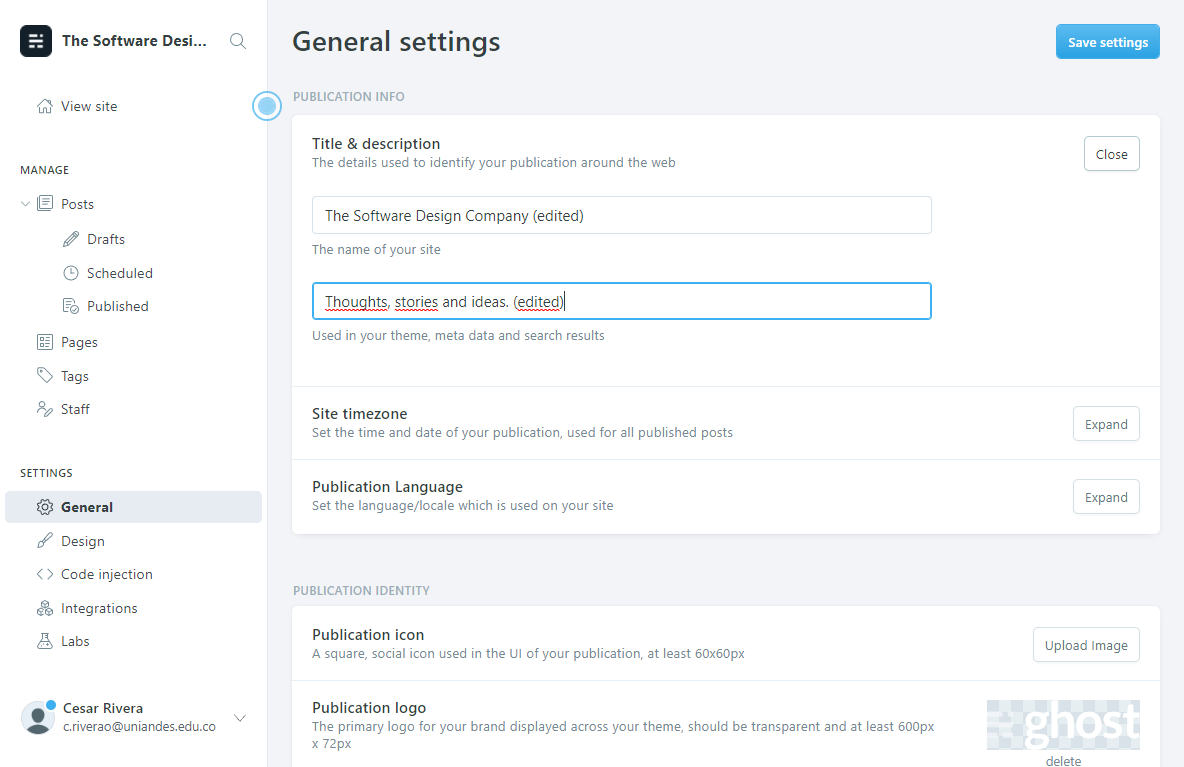 The Software Desi...
View site
MANAGE
Posts
Drafts
Scheduled
Published
Pages
Tags
Staff
SETTINGS
General
Design
Code injection
Integrations
Labs
Cesar Rivera
c.riverao@uniandes.edu.co
General settings
Save settings
PUBLICATION INFO
Title & description
The details used to identify your publication around the web
Close
The Software Design Company (edited)
The name of your site
Thoughts, stories and ideas. (edited)
Used in your theme, meta data and search results
Site timezone
Set the time and date of your publication, used for all published posts
Expand
Publication Language
Set the language/locale which is used on your site
Expand
PUBLICATION IDENTITY
Publication icon
A square, social icon used in the UI of your publication, at least 60x60px
Upload Image
Publication logo
The primary logo for your brand displayed across your theme, should be transparent and at least 600px
x 72px
ghost
delete